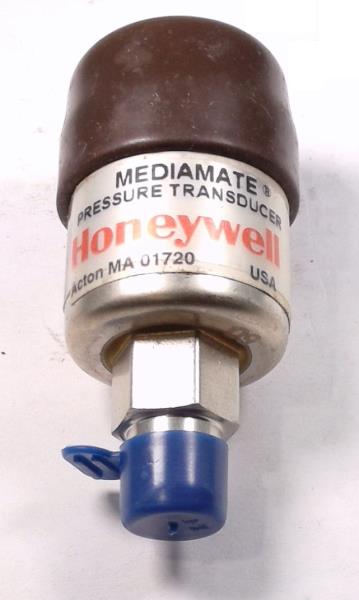 MEDIAMATE®
PRESSURE TRANSDUCER
Honeywell
Acton MA 01720 USA